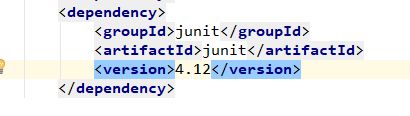 <dependency>
<groupId>junit</groupId>
<artifactId>junit</artifactId>
<version>4.12</version>
</dependency>